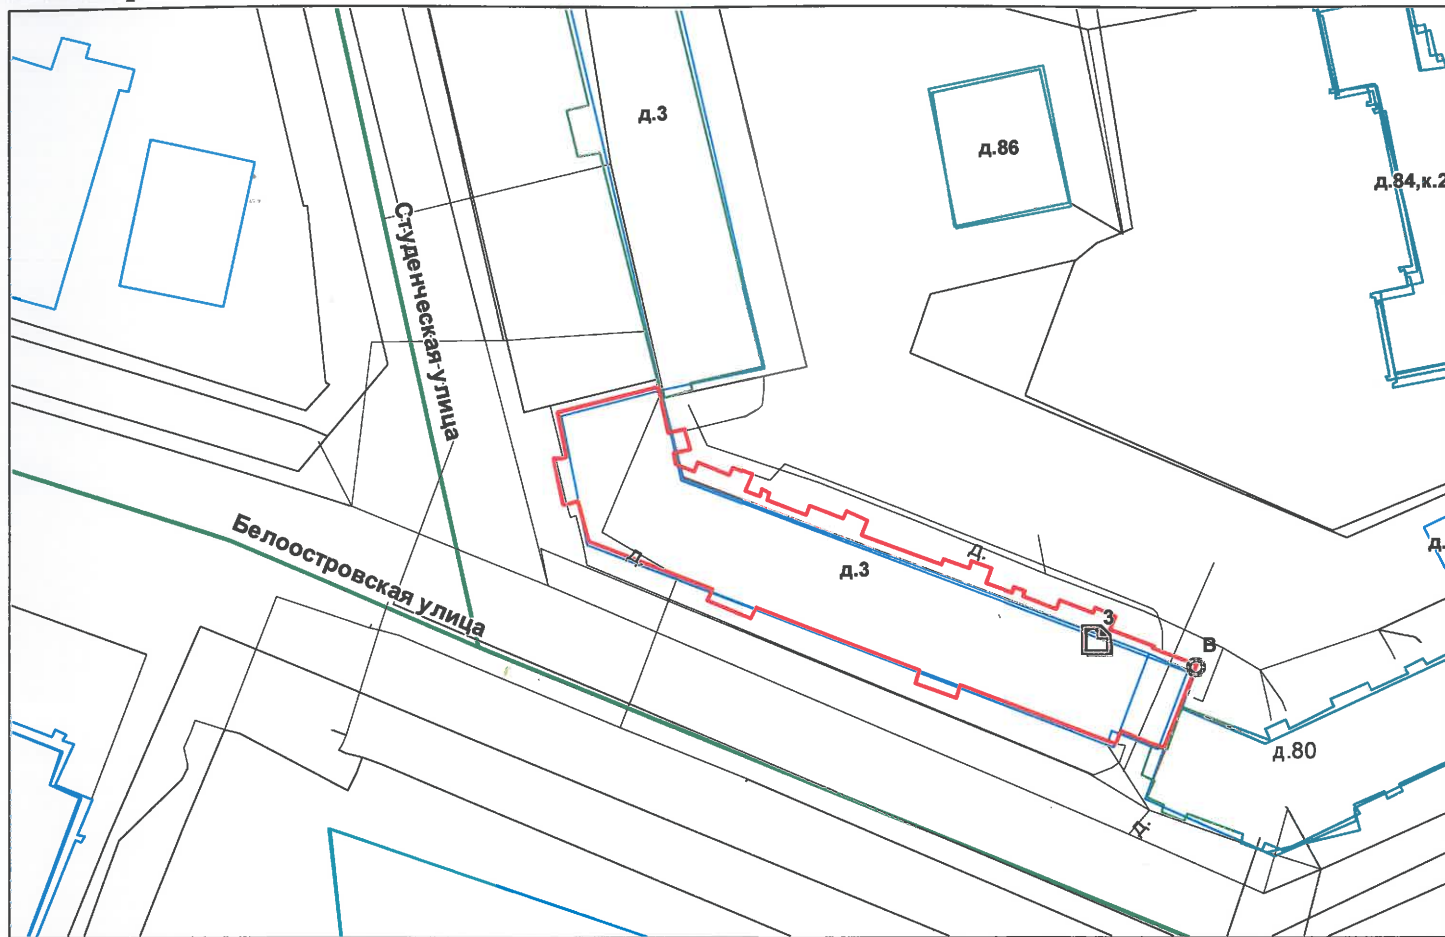 д.3
д.86
д.84,к.2
Студенческая улица
Белоостровская улица
д.
д.3
д.
3
В
д.
д.80
д.